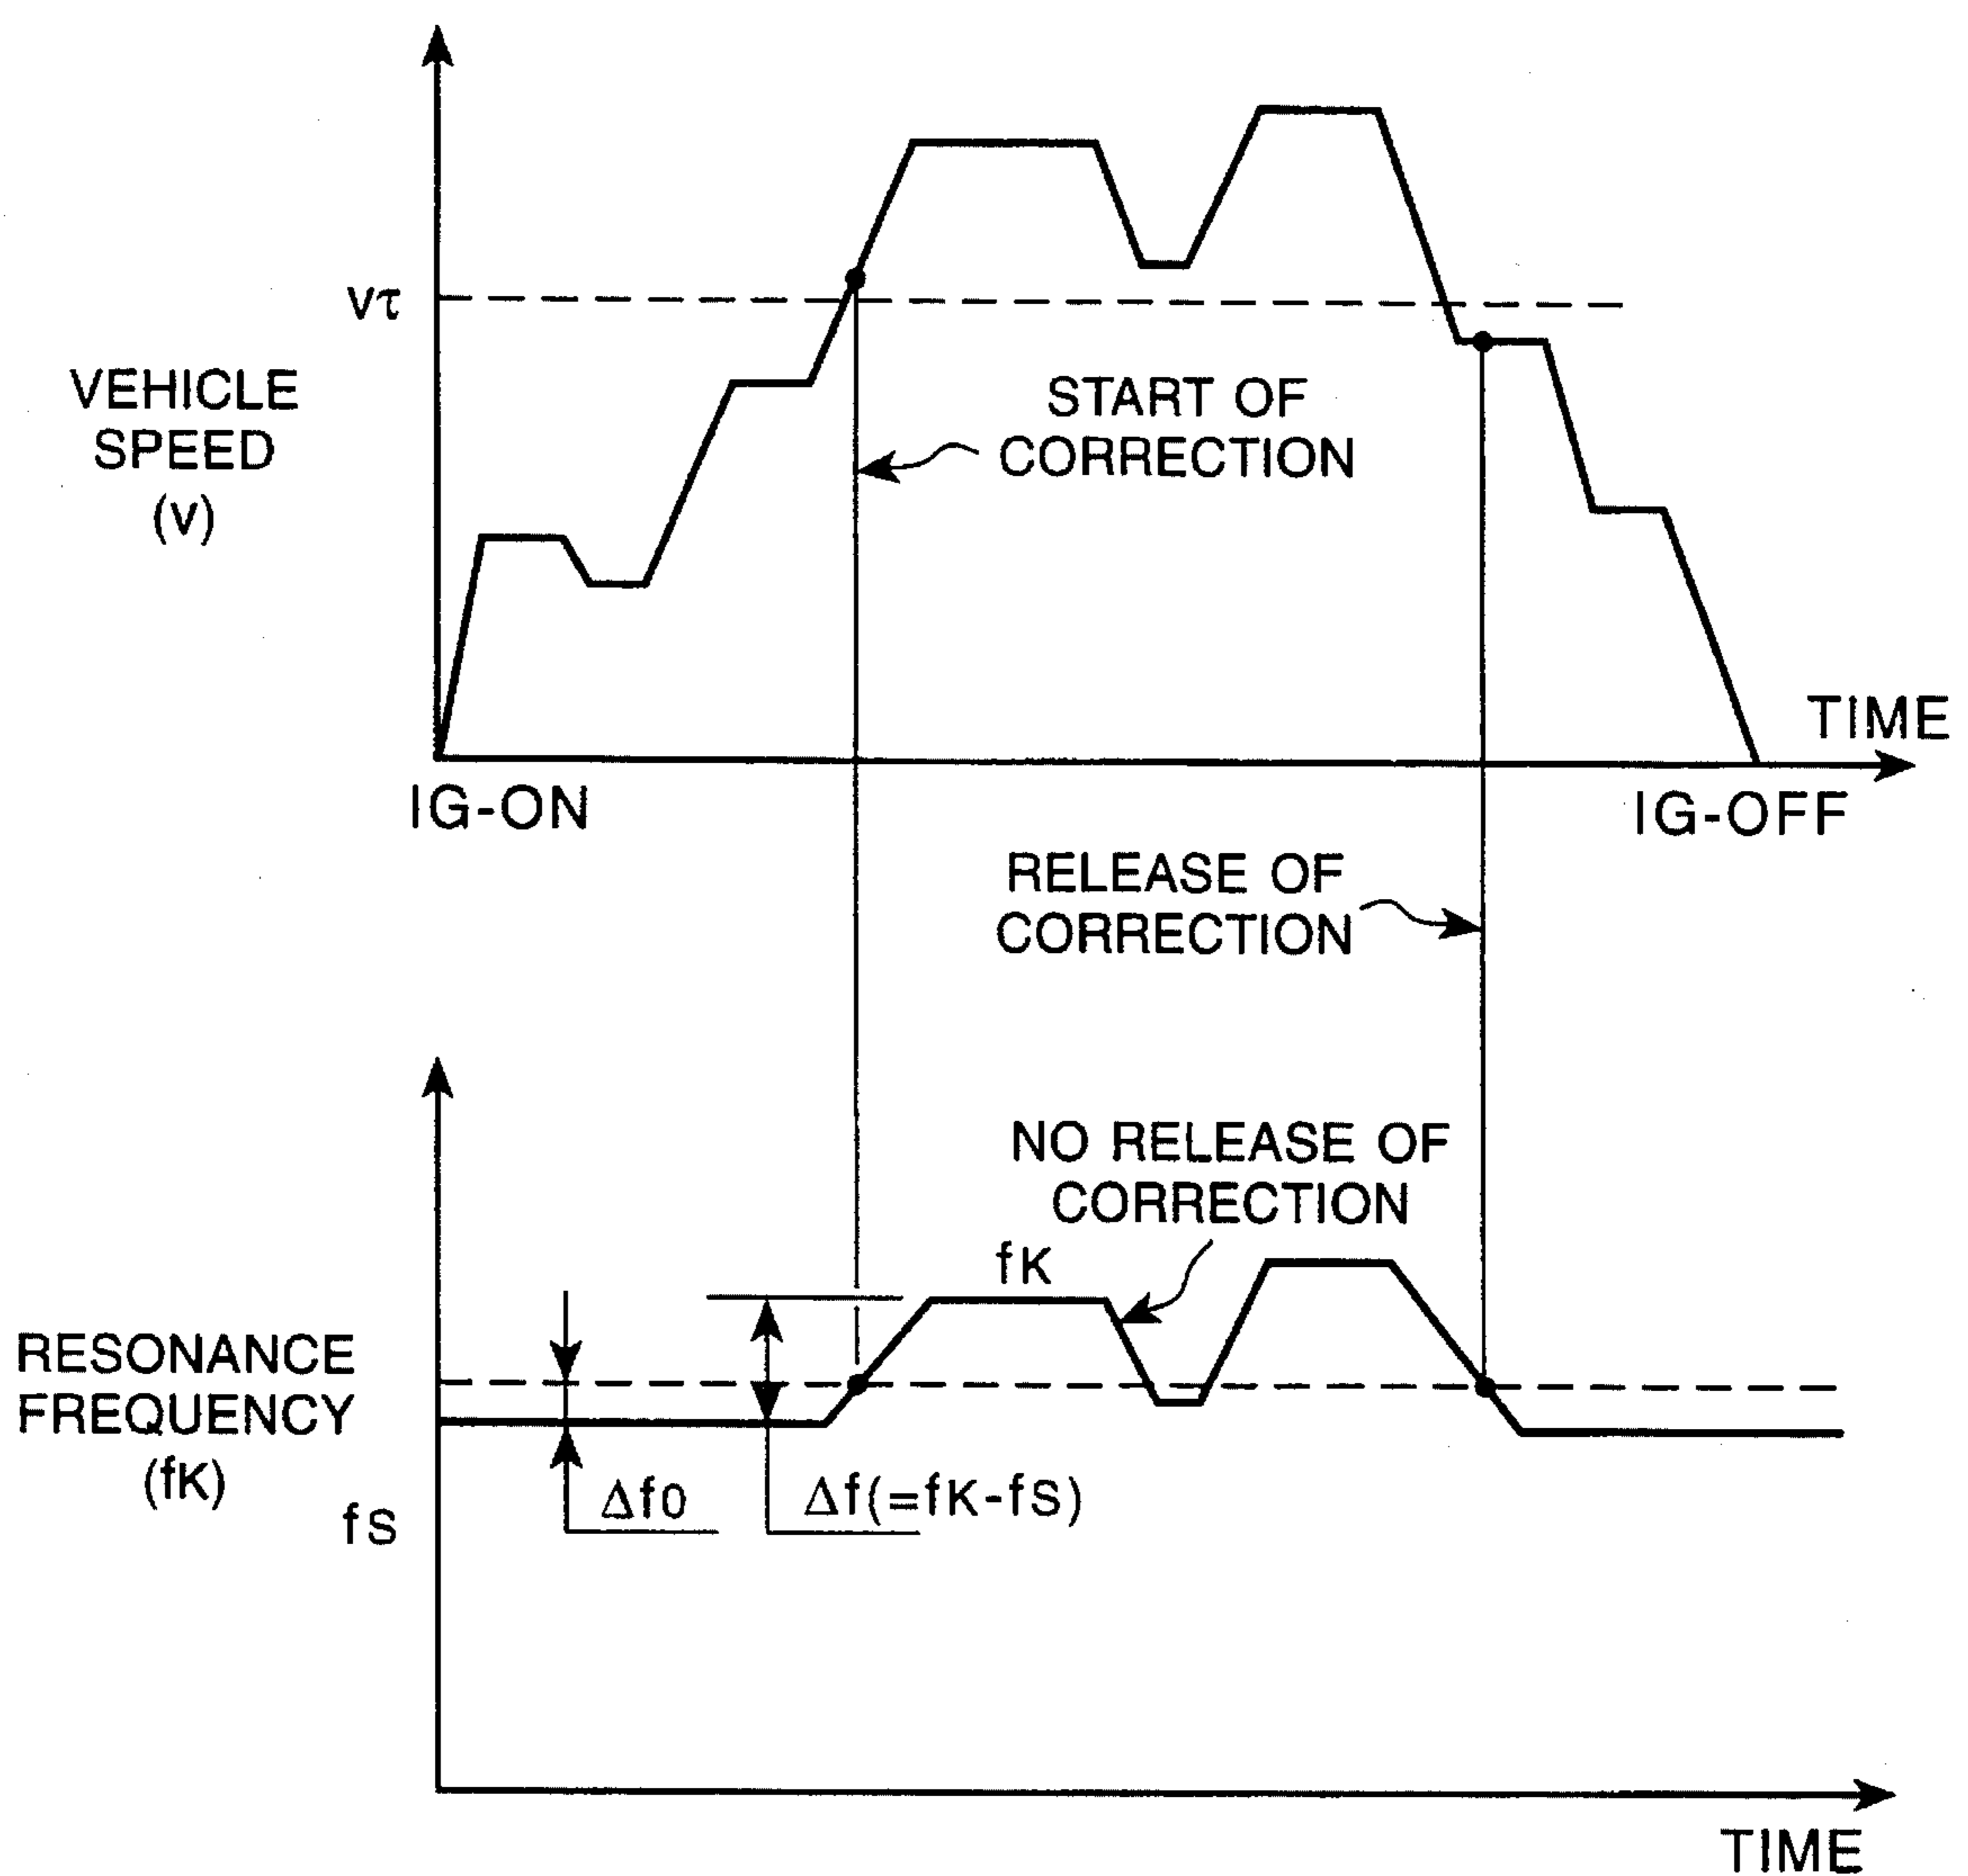 vτ
VEHICLE
SPEED
(v)
START OF
CORRECTION
TIME
IG-ON
IG-OFF
RELEASE OF
CORRECTION
NO RELEASE OF
CORRECTION
fK
RESONANCE
FREQUENCY
(fK)
fS
Δf0
Δf(=fK-fS)
TIME